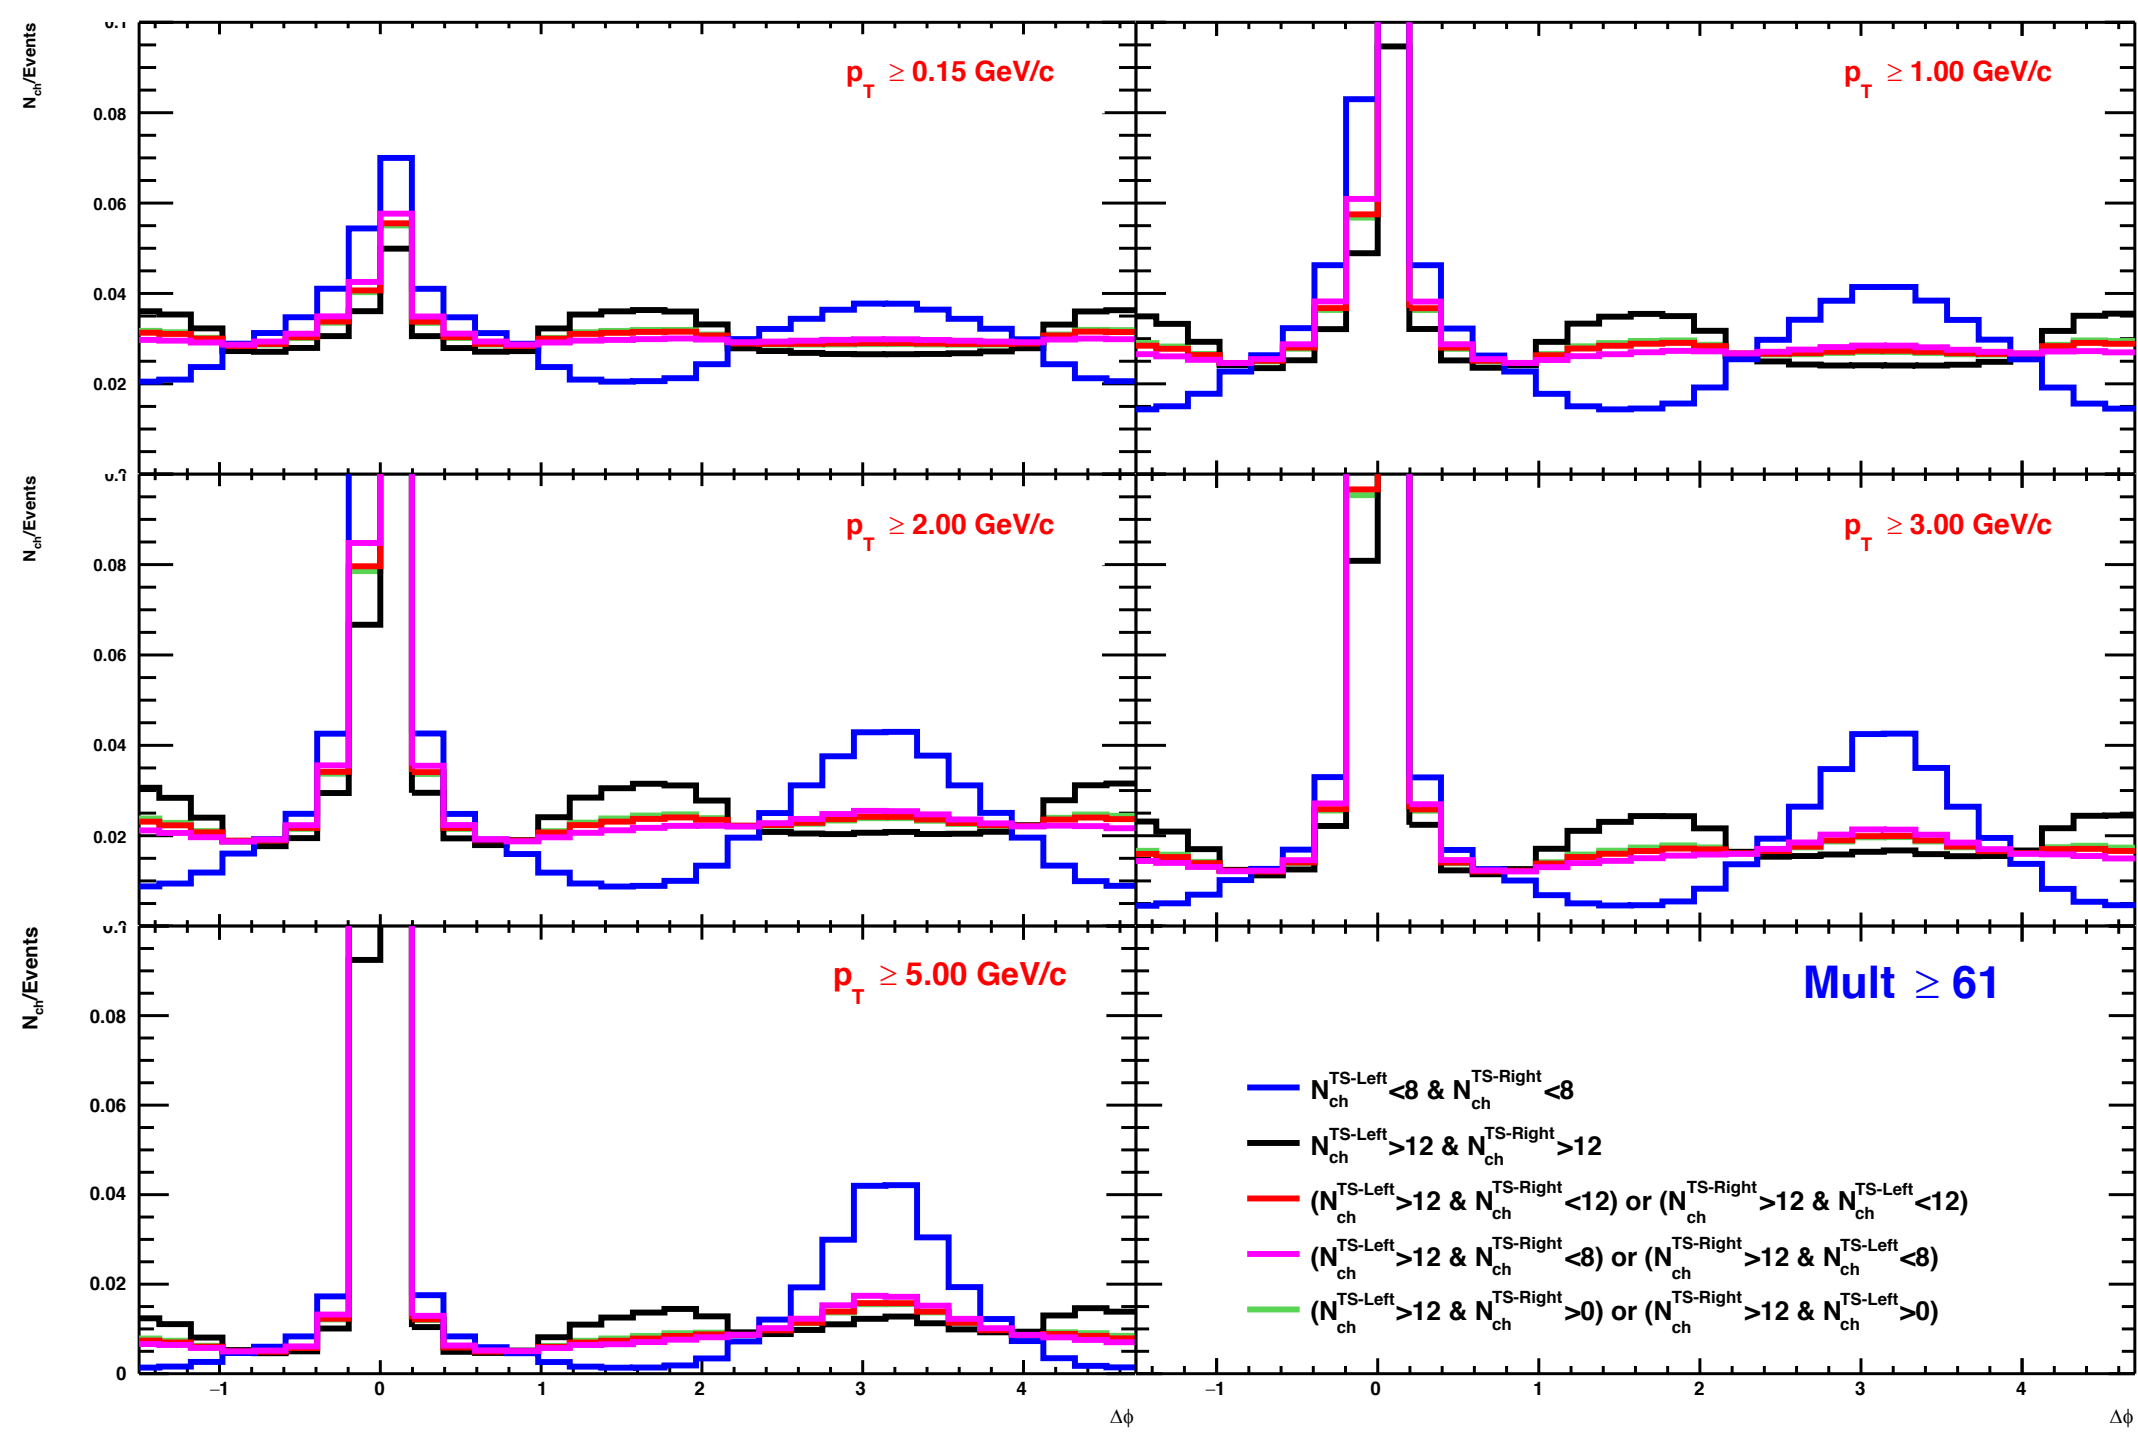 N_ch/Events
0.1
0.08
0.06
0.04
0.02
p_T ≥ 0.15 GeV/c
p_T ≥ 1.00 GeV/c
N_ch/Events
0.1
0.08
0.06
0.04
0.02
p_T ≥ 2.00 GeV/c
p_T ≥ 3.00 GeV/c
N_ch/Events
0.1
0.08
0.06
0.04
0.02
0
p_T ≥ 5.00 GeV/c
−1 0 1 2 3 4
Δϕ
Mult ≥ 61
N_ch^TS-Left<8 & N_ch^TS-Right<8
N_ch^TS-Left>12 & N_ch^TS-Right>12
(N_ch^TS-Left>12 & N_ch^TS-Right<12) or (N_ch^TS-Right>12 & N_ch^TS-Left<12)
(N_ch^TS-Left>12 & N_ch^TS-Right<8) or (N_ch^TS-Right>12 & N_ch^TS-Left<8)
(N_ch^TS-Left>12 & N_ch^TS-Right>0) or (N_ch^TS-Right>12 & N_ch^TS-Left>0)
−1 0 1 2 3 4
Δϕ